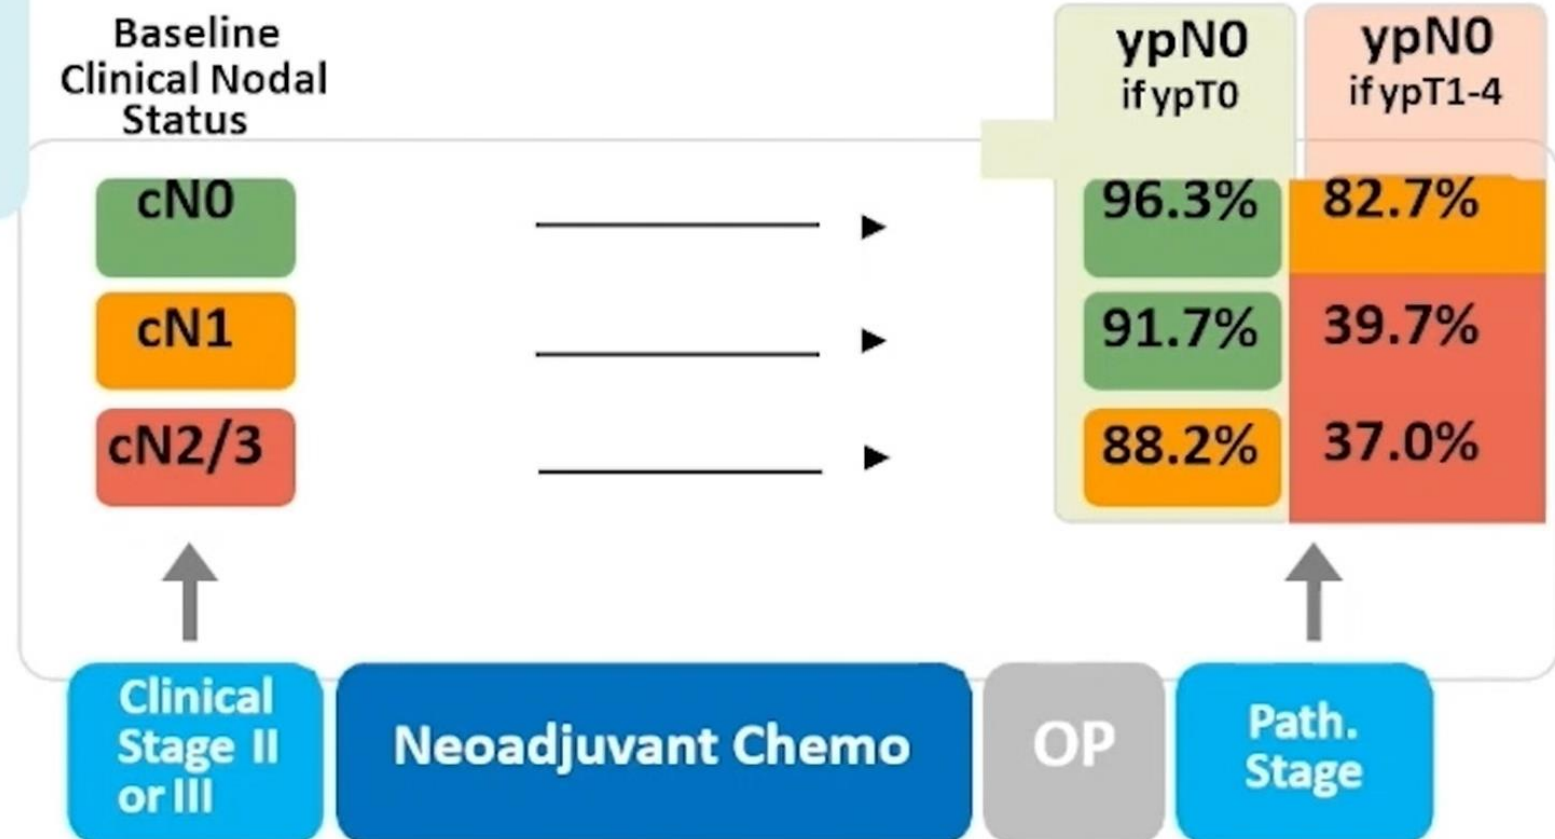 Baseline
Clinical Nodal
Status
ypN0
if ypT0
ypN0
if ypT1-4
cN0
96.3%
82.7%
cN1
91.7%
39.7%
cN2/3
88.2%
37.0%
Clinical
Stage II
or III
Neoadjuvant Chemo
OP
Path.
Stage